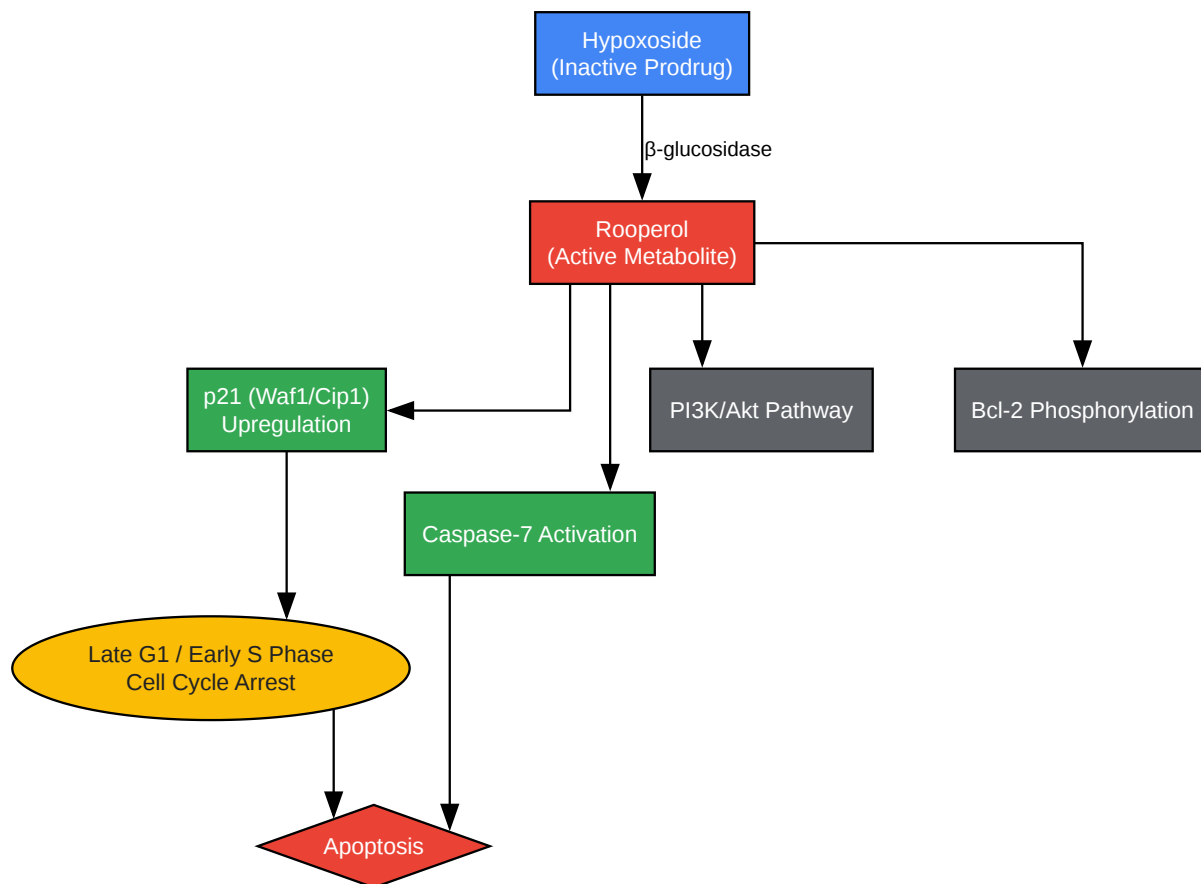 Hypoxoside
(Inactive Prodrug)
β-glucosidase
Rooperol
(Active Metabolite)
p21 (Waf1/Cip1)
Upregulation
PI3K/Akt Pathway
Bcl-2 Phosphorylation
Caspase-7 Activation
Late G1 / Early S Phase
Cell Cycle Arrest
Apoptosis